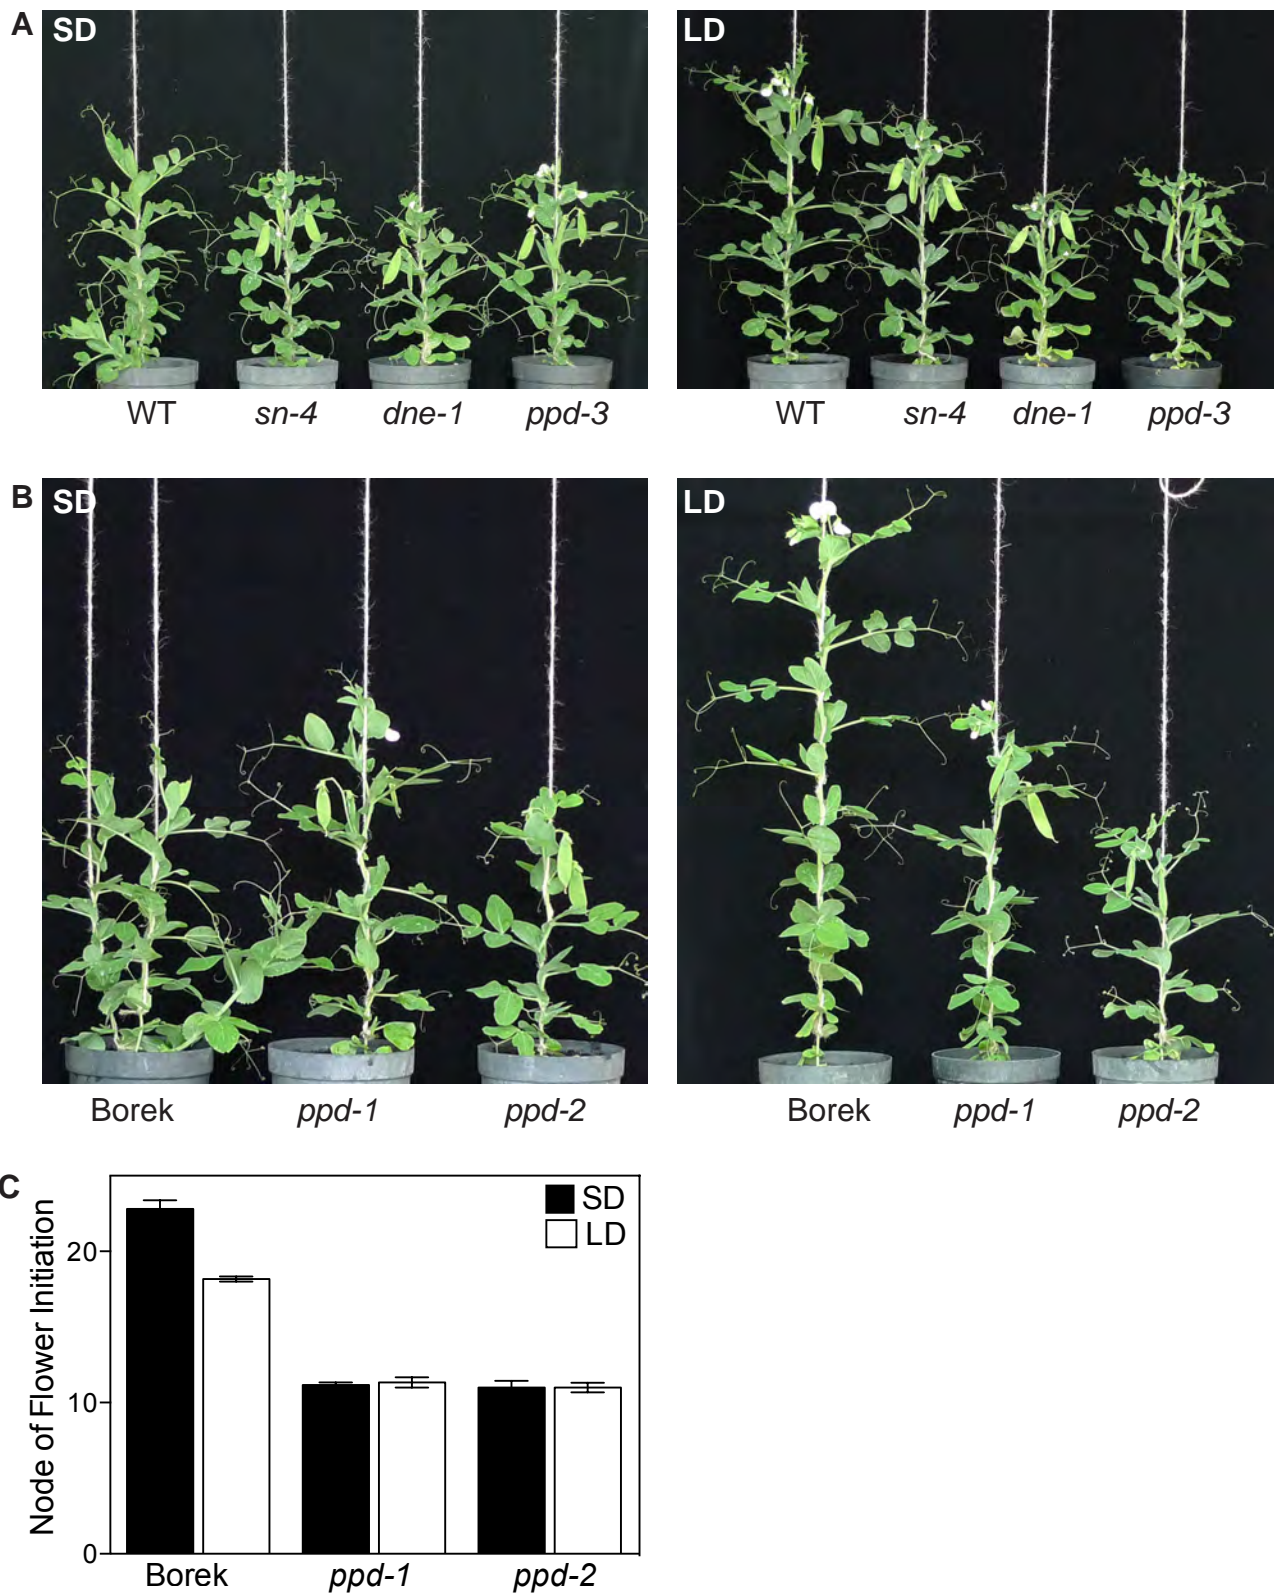 A
SD
LD
WT sn-4 dne-1 ppd-3
WT sn-4 dne-1 ppd-3
B
SD
LD
Borek ppd-1 ppd-2
Borek ppd-1 ppd-2
C
Node of Flower Initiation
20
10
0
SD
LD
Borek ppd-1 ppd-2